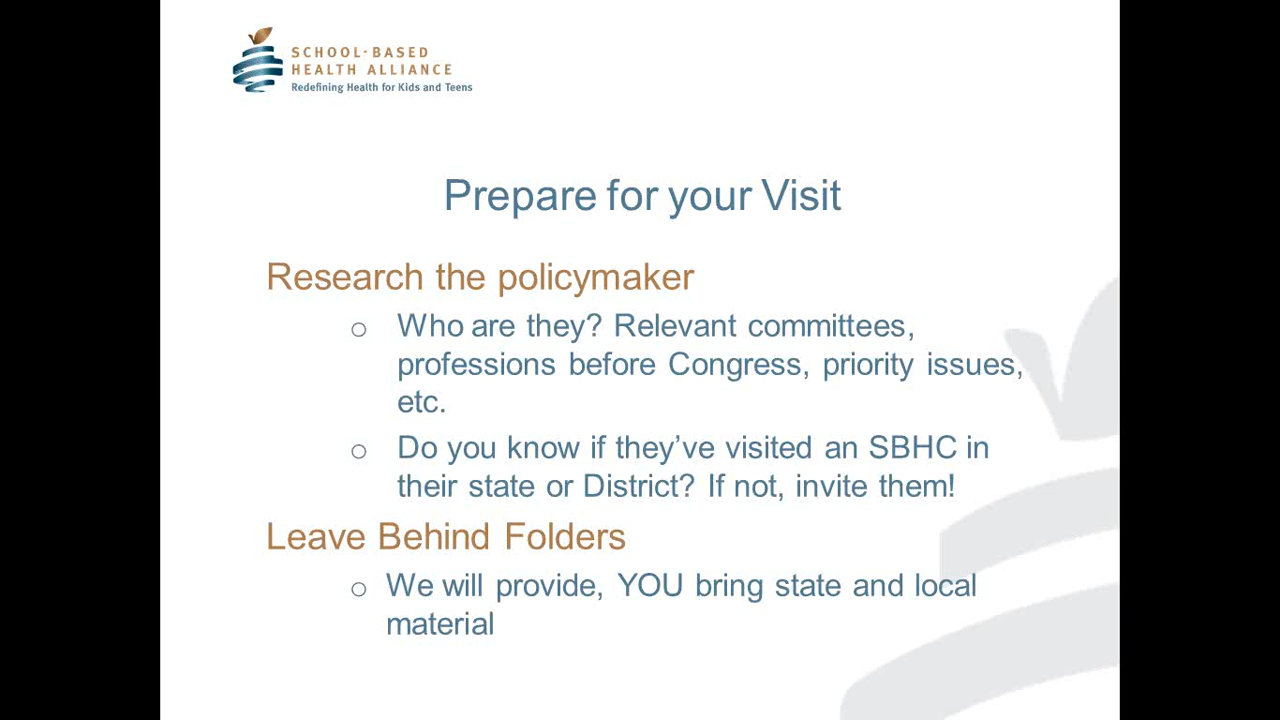 SCHOOL-BASED
HEALTH ALLIANCE
Redefining Health for Kids and Teens
Prepare for your Visit
Research the policymaker
o Who are they? Relevant committees,
professions before Congress, priority issues,
etc.
o Do you know if they’ve visited an SBHC in
their state or District? If not, invite them!
Leave Behind Folders
o We will provide, YOU bring state and local
material